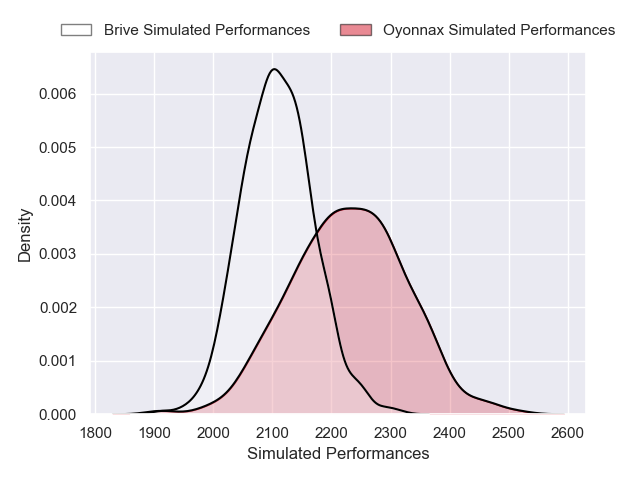 Brive Simulated Performances Oyonnax Simulated Performances
0.006
0.005
0.004
0.003
0.002
0.001
0.000
Density
1800 1900 2000 2100 2200 2300 2400 2500 2600
Simulated Performances